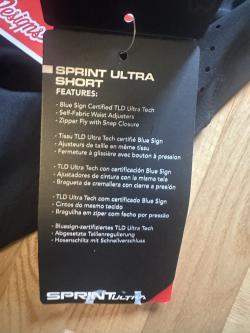 Designs
SPRINT ULTRA
SHORT
FEATURES:
- Blue Sign Certified TLD Ultra Tech
- Self-Fabric Waist Adjusters
- Zipper Fly with Snap Closure
- Tissu TLD Ultra Tech certifié Blue Sign
- Ajusteurs de taille en même tissu
- Fermeture à glissière avec bouton à pression
- TLD Ultra Tech con certificación Blue Sign
- Ajustadores de cintura con la misma tela
- Bragueta de cremallera con cierre a presión
- TLD Ultra Tech com certificado Blue Sign
- Cintos do mesmo tecido
- Braguilha em zíper com fecho por pressão
- Bluesign-zertifiziertes TLD Ultra Tech
- Abgesetzte Taillenregulierung
- Hosenschlitz mit Schnellverschluss
SPRINT ULTRA